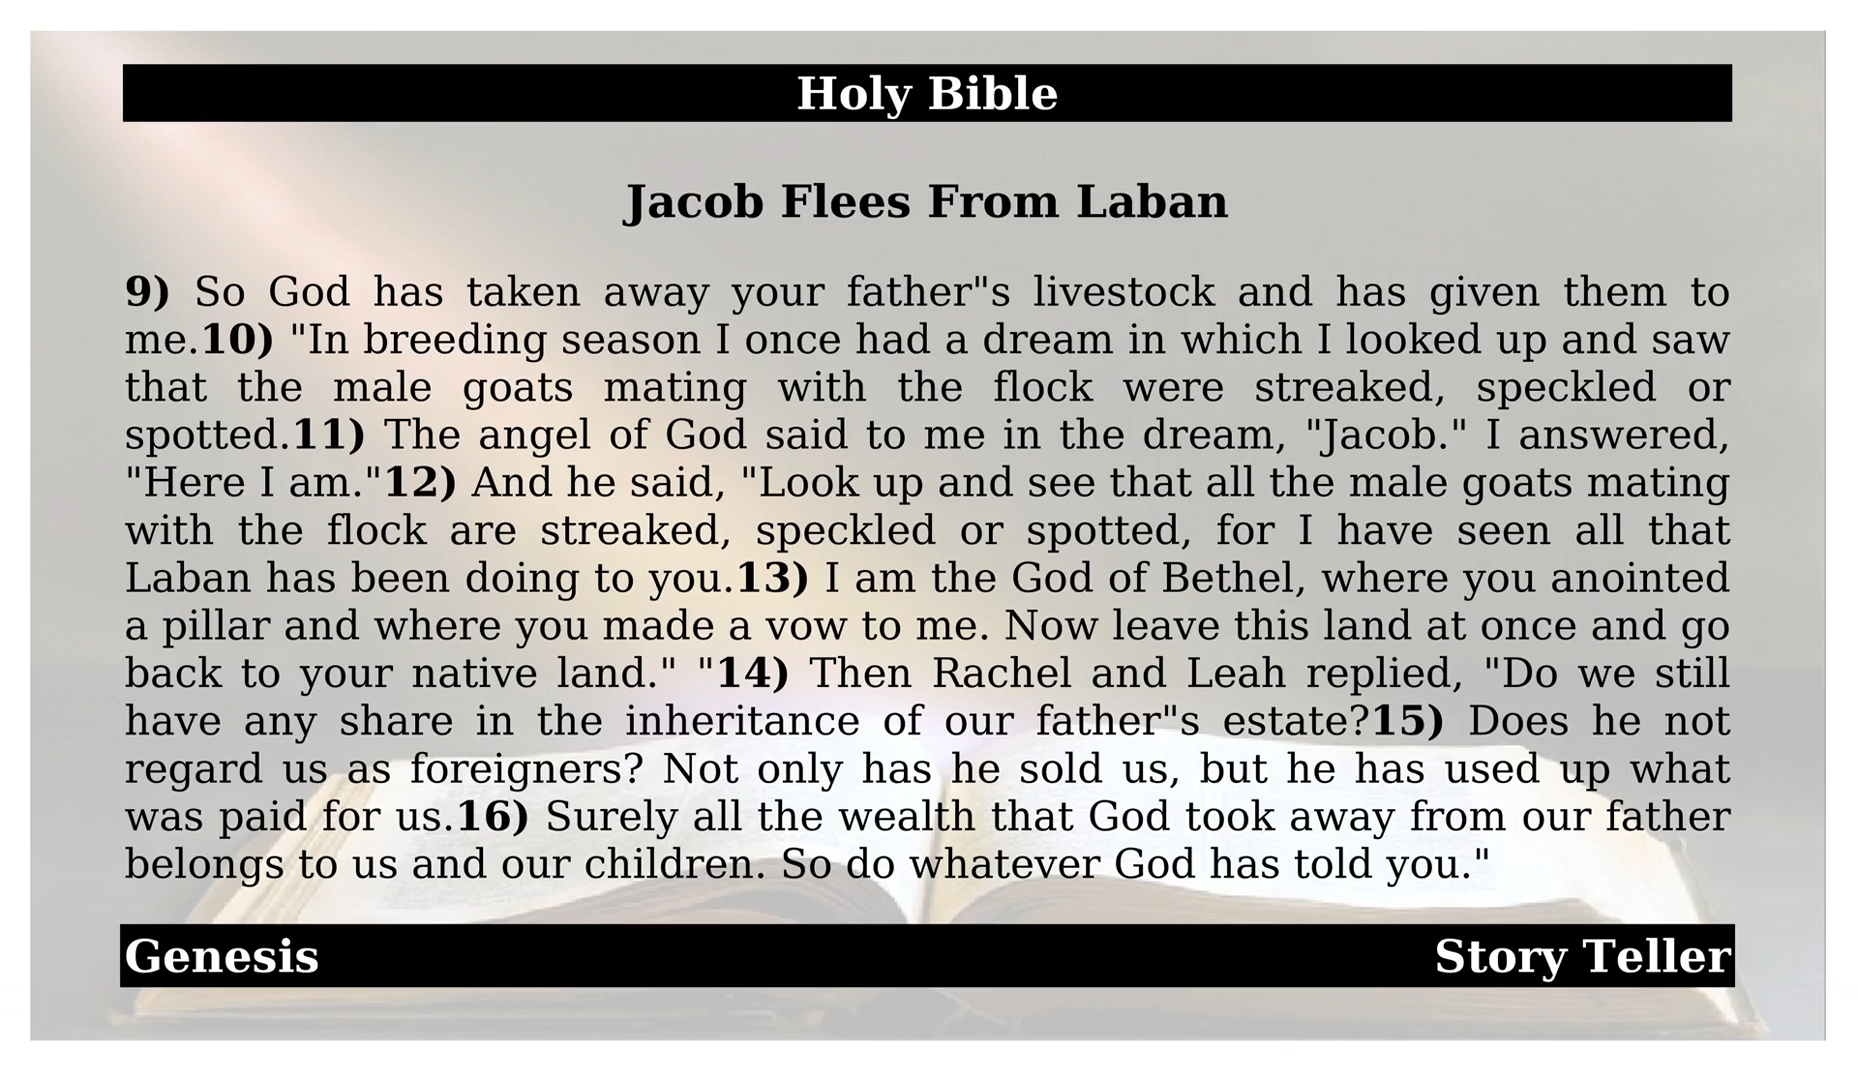 Holy Bible
Jacob Flees From Laban
9) So God has taken away your father"s livestock and has given them to
me.10) "In breeding season I once had a dream in which I looked up and saw
that the male goats mating with the flock were streaked, speckled or
spotted.11) The angel of God said to me in the dream, "Jacob." I answered,
"Here I am."12) And he said, "Look up and see that all the male goats mating
with the flock are streaked, speckled or spotted, for I have seen all that
Laban has been doing to you.13) I am the God of Bethel, where you anointed
a pillar and where you made a vow to me. Now leave this land at once and go
back to your native land." "14) Then Rachel and Leah replied, "Do we still
have any share in the inheritance of our father"s estate?15) Does he not
regard us as foreigners? Not only has he sold us, but he has used up what
was paid for us.16) Surely all the wealth that God took away from our father
belongs to us and our children. So do whatever God has told you."
Genesis
Story Teller